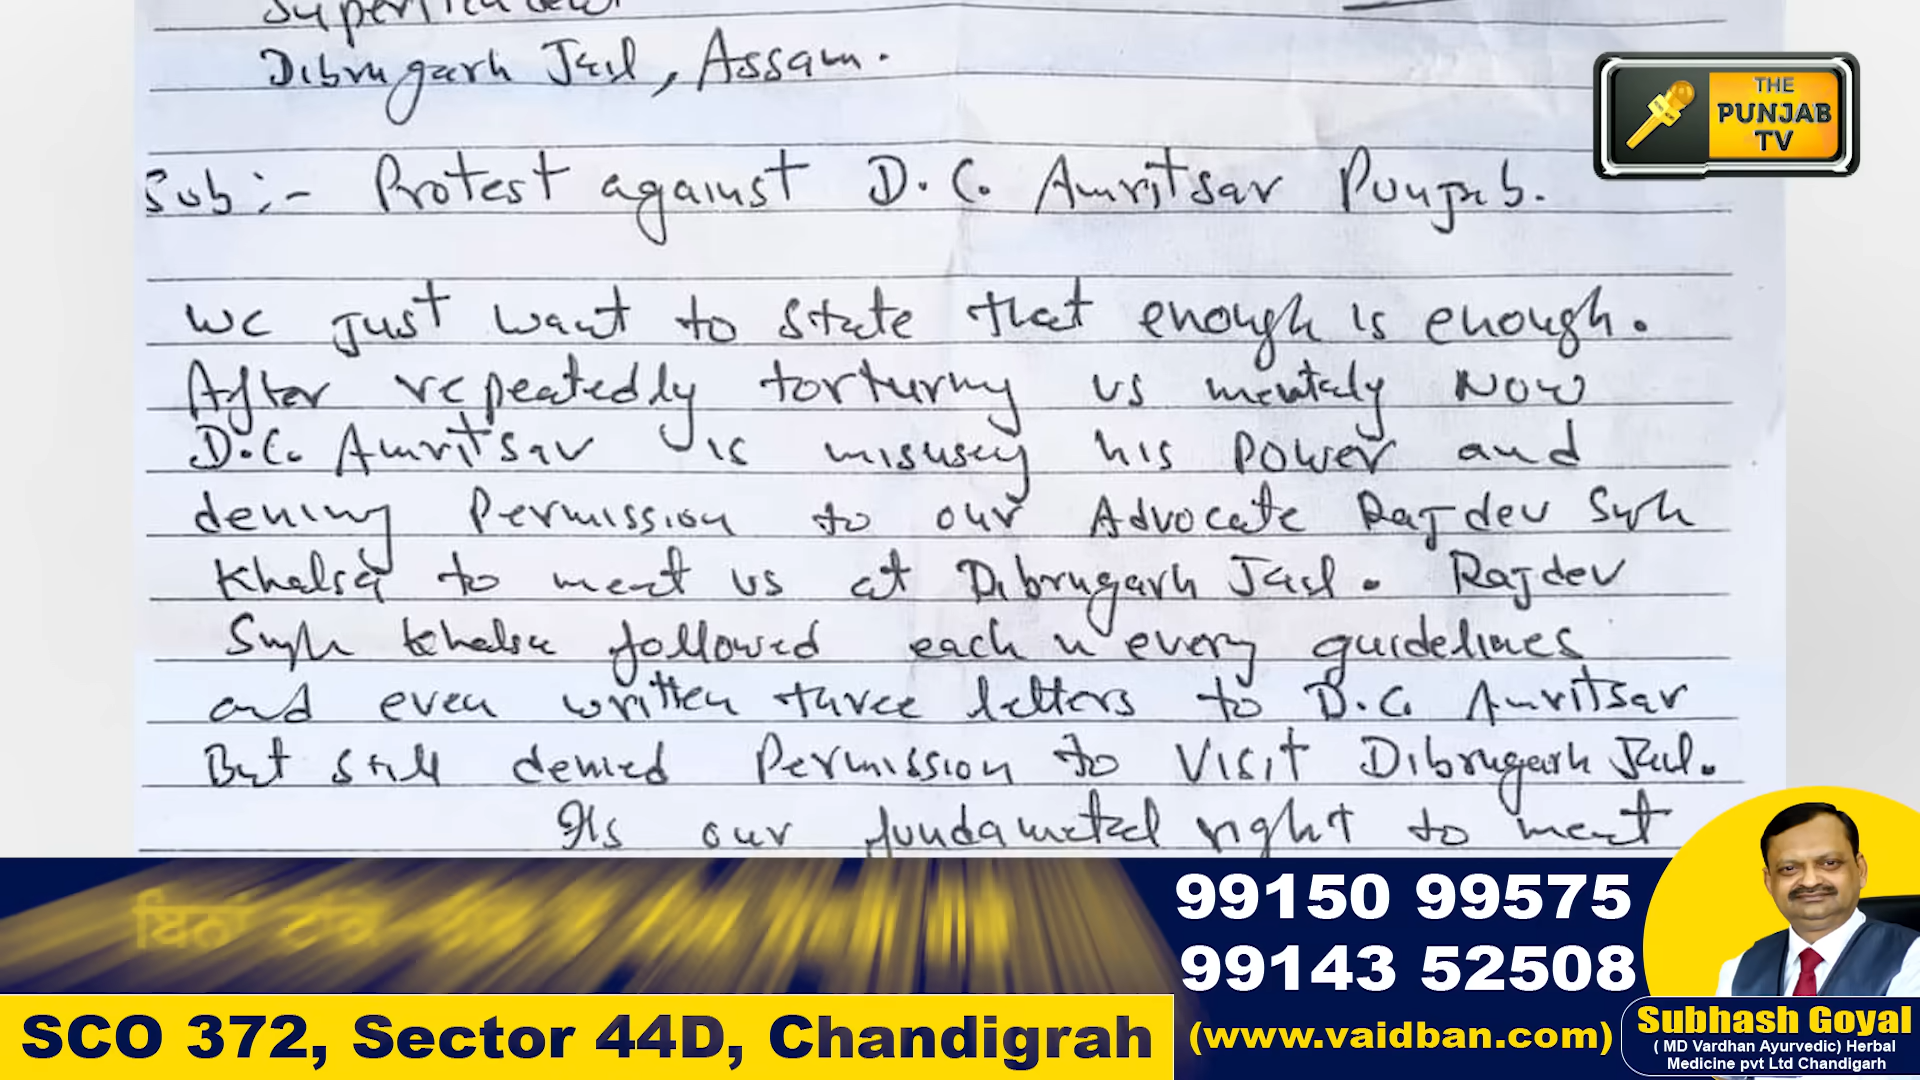 Superintendent
Dibrugarh Jail, Assam.
Sub:- Protest against D.C. Amritsar Punjab.
We just want to state that enough is enough.
After repeatedly torturing us mentaly Now
D.C. Amritsar is misusing his power and
dening Permission to our Advocate Rajdev Singh
Khalsa to meet us at Dibrugarh Jail. Rajdev
Singh Khalsa followed each n every guidelines
and even written three letters to D.C. Amritsar
But still denied Permission to Visit Dibrugarh Jail.
Its our fundametal right to meet
THE
PUNJAB
TV
ਬਿਨਾਂ
99150 99575
99143 52508
SCO 372, Sector 44D, Chandigrah
(www.vaidban.com)
Subhash Goyal
( MD Vardhan Ayurvedic) Herbal
Medicine pvt Ltd Chandigarh